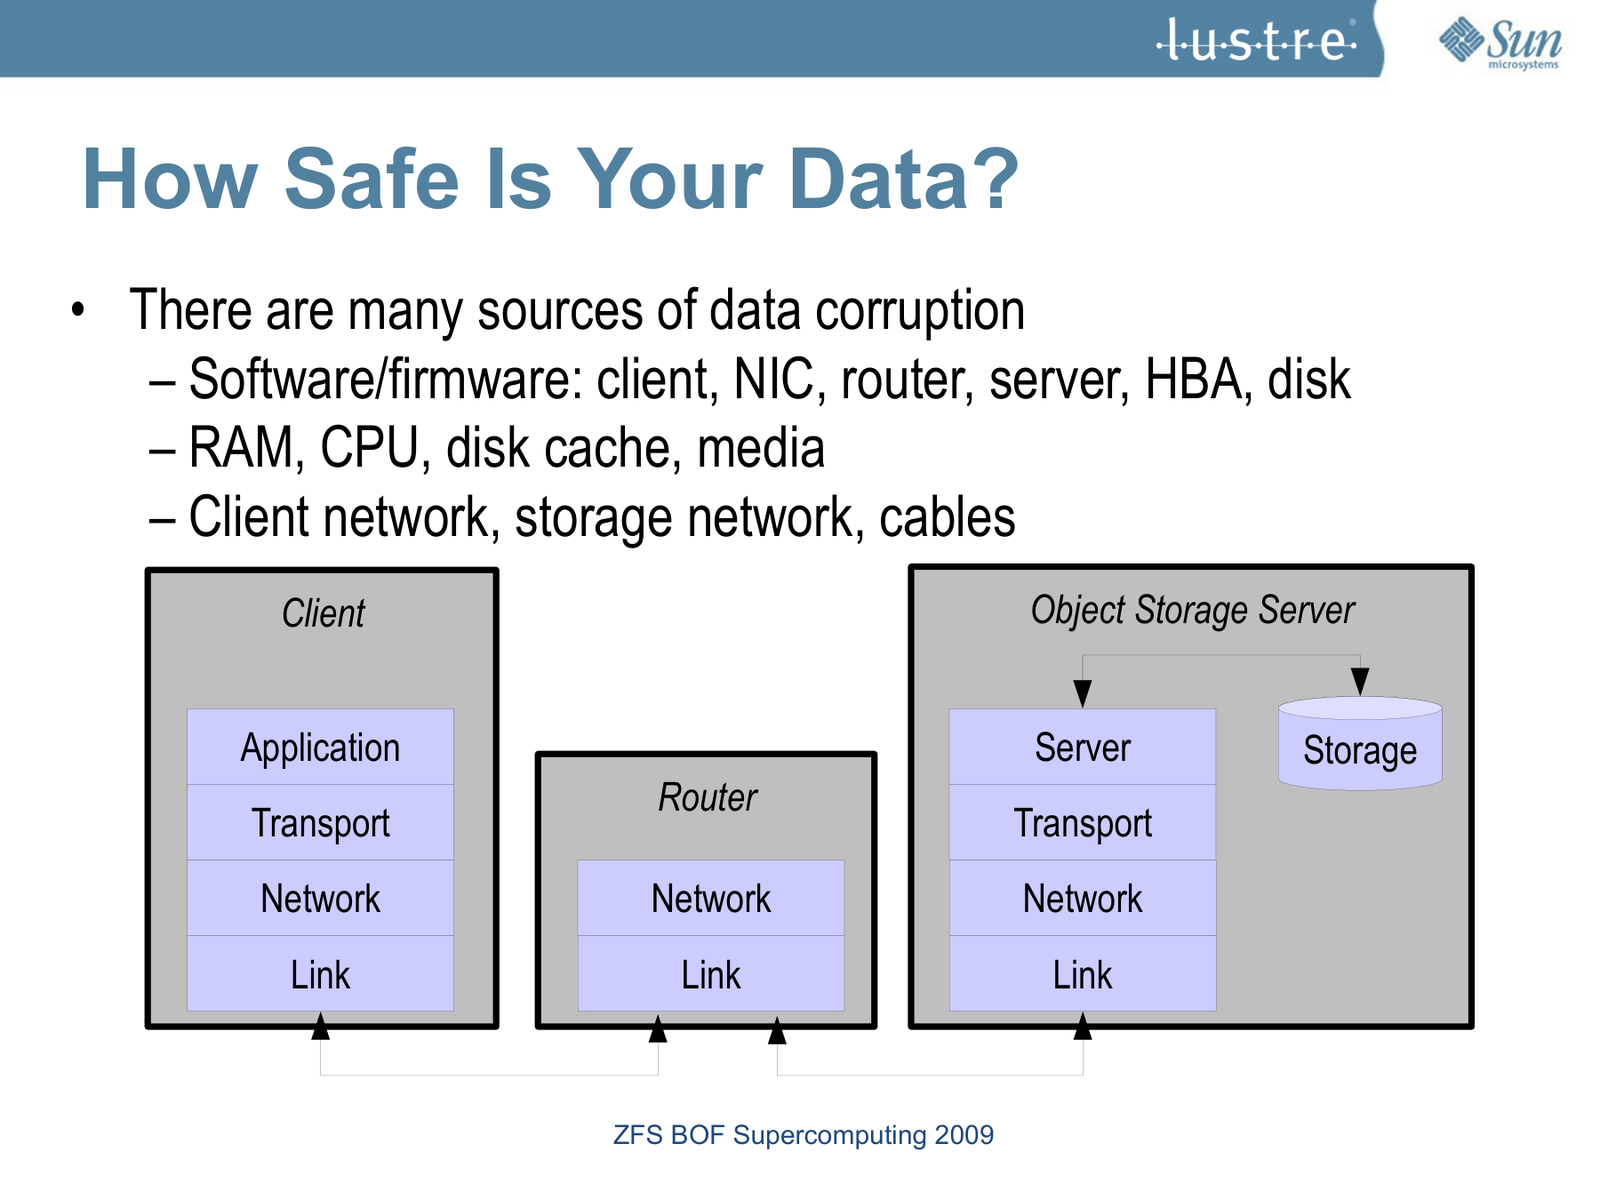 lustre®
Sun
microsystems
How Safe Is Your Data?
• There are many sources of data corruption
– Software/firmware: client, NIC, router, server, HBA, disk
– RAM, CPU, disk cache, media
– Client network, storage network, cables
Client
Application
Transport
Network
Link
Router
Network
Link
Object Storage Server
Server
Transport
Network
Link
Storage
ZFS BOF Supercomputing 2009